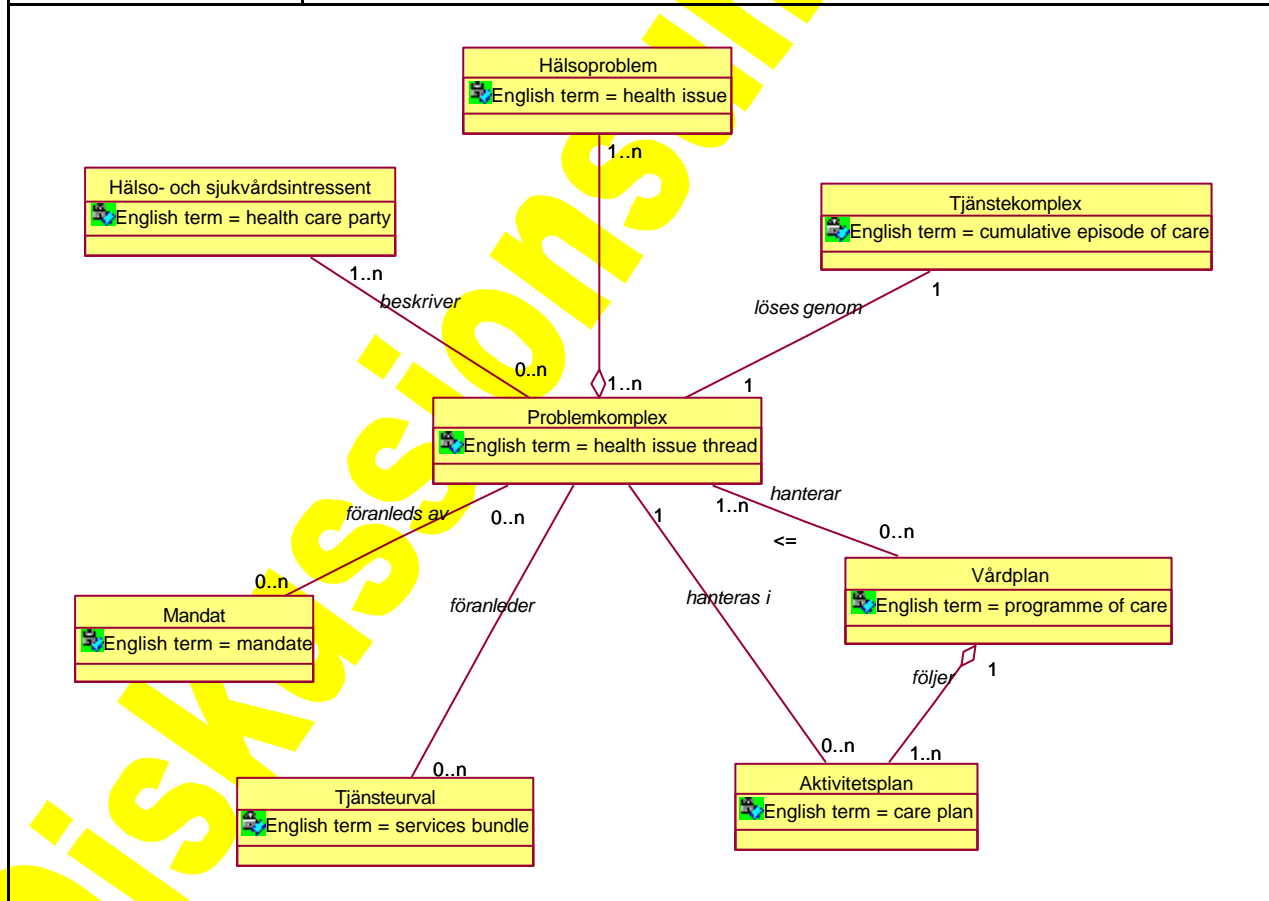 Hälsoproblem
English term = health issue
1..n
Hälso- och sjukvårdsintressent
English term = health care party
1..n
beskriver
0..n
Tjänstekomplex
English term = cumulative episode of care
1
löses genom
1
1..n
Problemkomplex
English term = health issue thread
föranleds av
0..n
0..n
Mandat
English term = mandate
föranleder
0..n
Tjänsteurval
English term = services bundle
1
hanteras i
0..n
hanterar
1..n
<=
0..n
Vårdplan
English term = programme of care
följer
1
1..n
Aktivitetsplan
English term = care plan
Diskussionsun